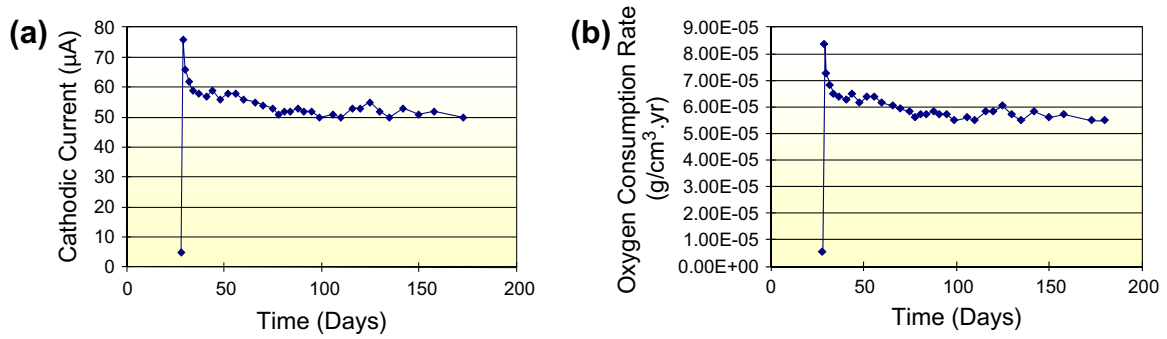 (a)
Cathodic Current (µA)
80
70
60
50
40
30
20
10
0
0 50 100 150 200
Time (Days)
(b)
Oxygen Consumption Rate
(g/cm³.yr)
9.00E-05
8.00E-05
7.00E-05
6.00E-05
5.00E-05
4.00E-05
3.00E-05
2.00E-05
1.00E-05
0.00E+00
0 50 100 150 200
Time (Days)